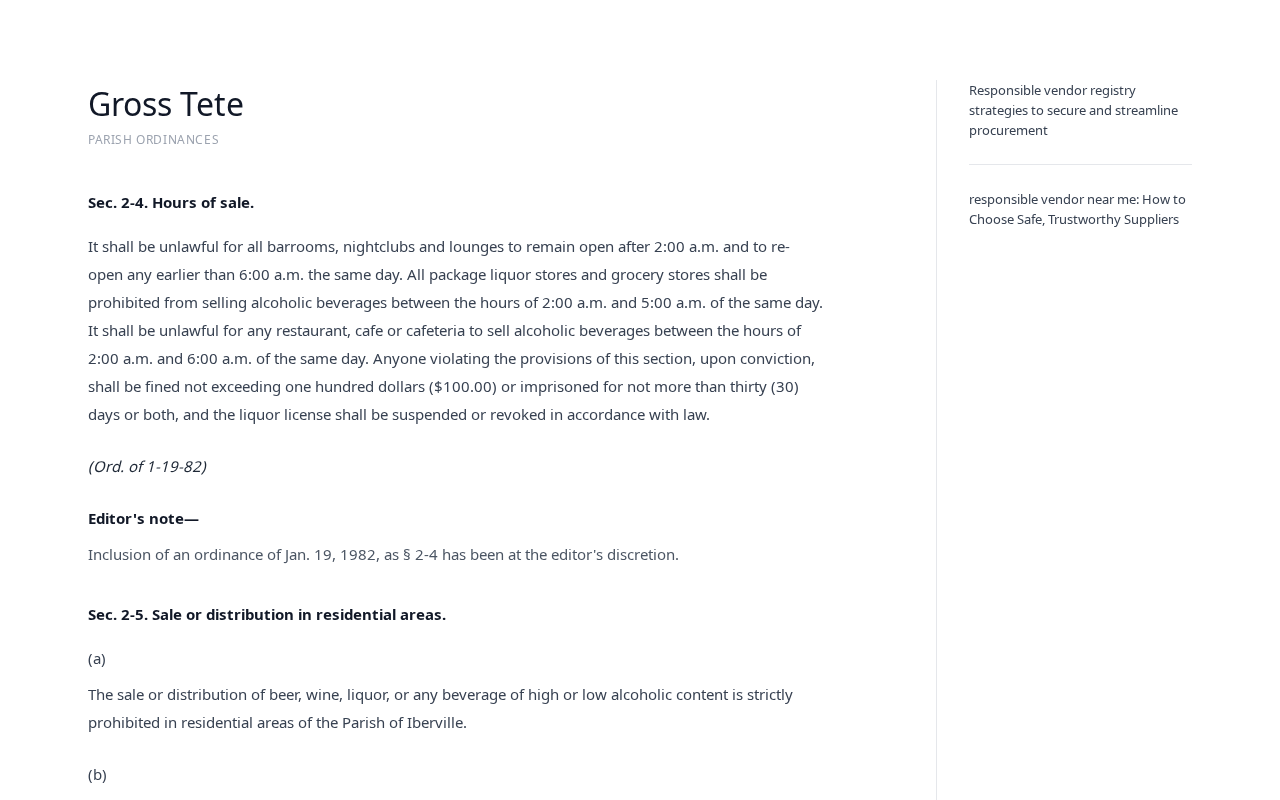 Gross Tete
PARISH ORDINANCES
Sec. 2-4. Hours of sale.
It shall be unlawful for all barrooms, nightclubs and lounges to remain open after 2:00 a.m. and to re-
open any earlier than 6:00 a.m. the same day. All package liquor stores and grocery stores shall be
prohibited from selling alcoholic beverages between the hours of 2:00 a.m. and 5:00 a.m. of the same day.
It shall be unlawful for any restaurant, cafe or cafeteria to sell alcoholic beverages between the hours of
2:00 a.m. and 6:00 a.m. of the same day. Anyone violating the provisions of this section, upon conviction,
shall be fined not exceeding one hundred dollars ($100.00) or imprisoned for not more than thirty (30)
days or both, and the liquor license shall be suspended or revoked in accordance with law.
(Ord. of 1-19-82)
Editor's note—
Inclusion of an ordinance of Jan. 19, 1982, as § 2-4 has been at the editor's discretion.
Sec. 2-5. Sale or distribution in residential areas.
(a)
The sale or distribution of beer, wine, liquor, or any beverage of high or low alcoholic content is strictly
prohibited in residential areas of the Parish of Iberville.
(b)
Responsible vendor registry
strategies to secure and streamline
procurement
responsible vendor near me: How to
Choose Safe, Trustworthy Suppliers